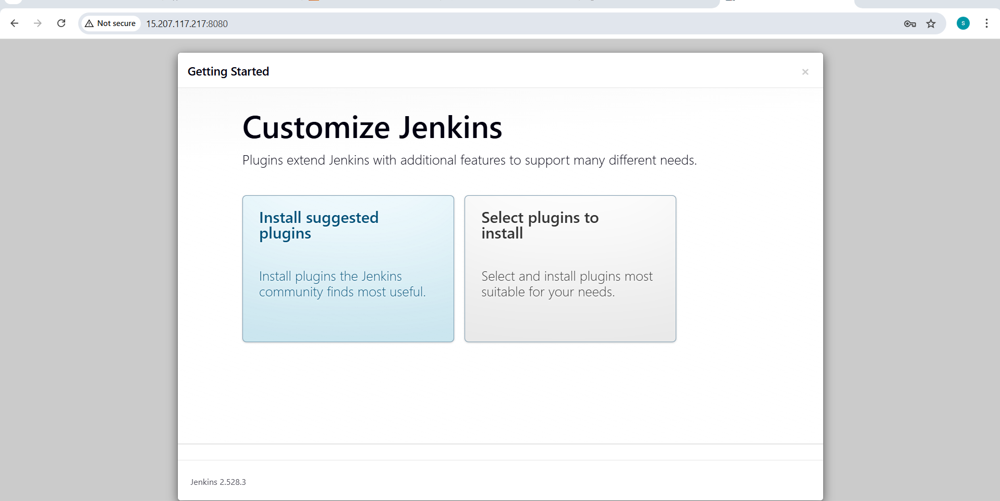 Not secure
15.207.117.217:8080
s
Getting Started
×
Customize Jenkins
Plugins extend Jenkins with additional features to support many different needs.
Install suggested
plugins
Install plugins the Jenkins
community finds most useful.
Select plugins to
install
Select and install plugins most
suitable for your needs.
Jenkins 2.528.3